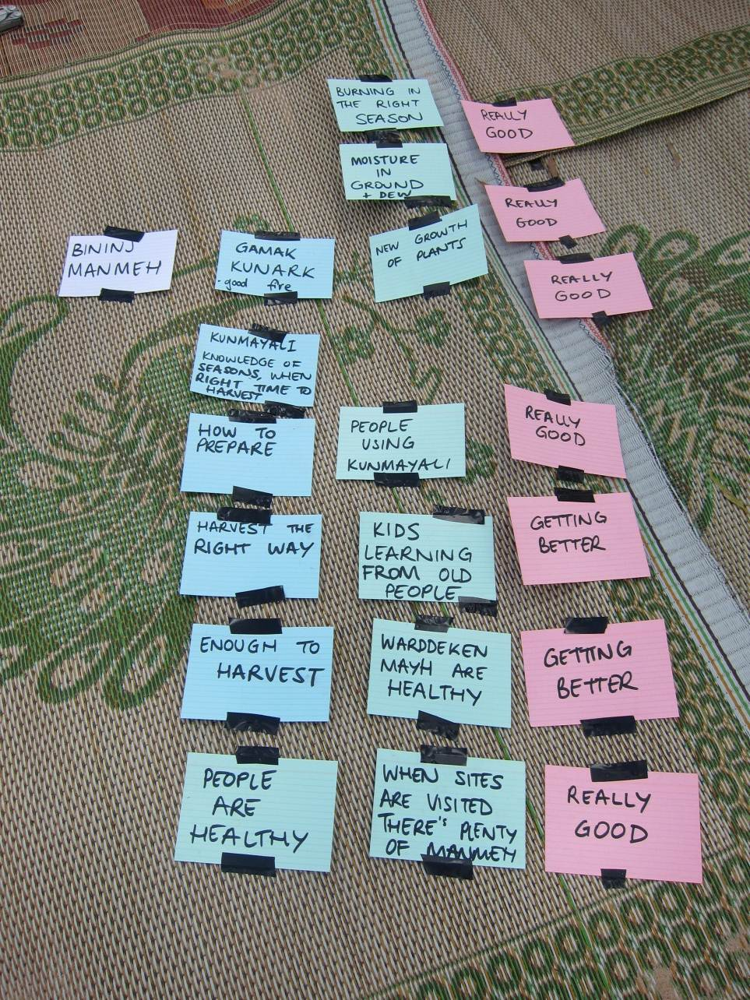 BURNING IN
THE RIGHT
SEASON
REALLY
GOOD
MOISTURE
IN
GROUND
+ DEW
REALLY
GOOD
BININJ
MANMEH
GAMAK
KUNARK
- good fire
NEW GROWTH
OF PLANTS
REALLY
GOOD
KUNMAYALI
KNOWLEDGE OF
SEASONS, WHEN
RIGHT TIME TO
HARVEST
HOW TO
PREPARE
PEOPLE
USING
KUNMAYALI
REALLY
GOOD
HARVEST THE
RIGHT WAY
KIDS
LEARNING
FROM OLD
PEOPLE
GETTING
BETTER
ENOUGH TO
HARVEST
WARDDEKEN
MAYH ARE
HEALTHY
GETTING
BETTER
PEOPLE
ARE
HEALTHY
WHEN SITES
ARE VISITED
THERE'S PLENTY
OF MANMEH
REALLY
GOOD